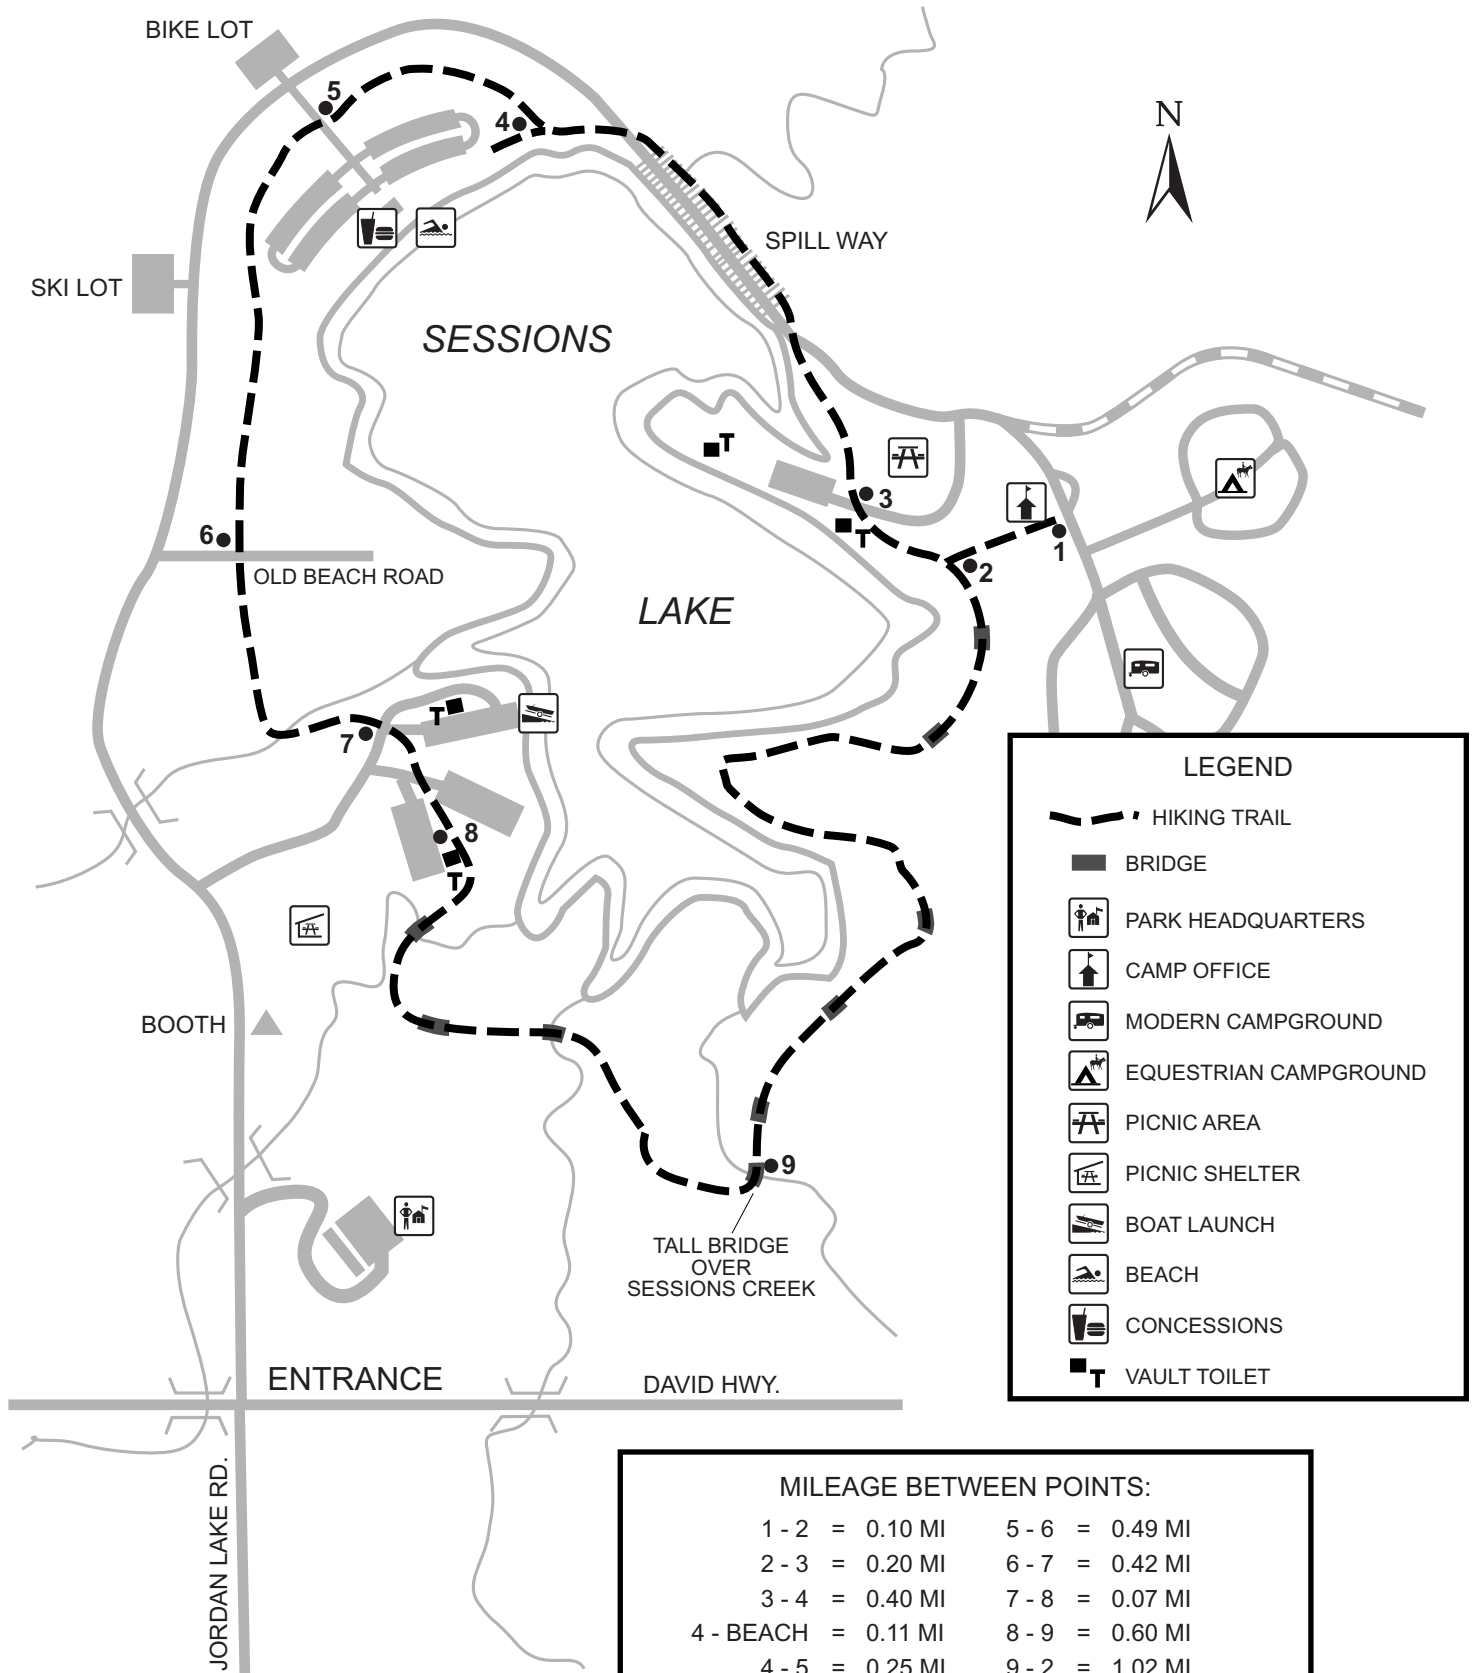 BIKE LOT
5
4
N
SPILL WAY
SKI LOT
SESSIONS
T
3
T
1
2
6
OLD BEACH ROAD
LAKE
T
7
8
T
BOOTH
9
TALL BRIDGE
OVER
SESSIONS CREEK
ENTRANCE
DAVID HWY.
JORDAN LAKE RD.
LEGEND
HIKING TRAIL
BRIDGE
PARK HEADQUARTERS
CAMP OFFICE
MODERN CAMPGROUND
EQUESTRIAN CAMPGROUND
PICNIC AREA
PICNIC SHELTER
BOAT LAUNCH
BEACH
CONCESSIONS
T VAULT TOILET
MILEAGE BETWEEN POINTS:
1 - 2 = 0.10 MI 5 - 6 = 0.49 MI
2 - 3 = 0.20 MI 6 - 7 = 0.42 MI
3 - 4 = 0.40 MI 7 - 8 = 0.07 MI
4 - BEACH = 0.11 MI 8 - 9 = 0.60 MI
4 - 5 = 0.25 MI 9 - 2 = 1.02 MI